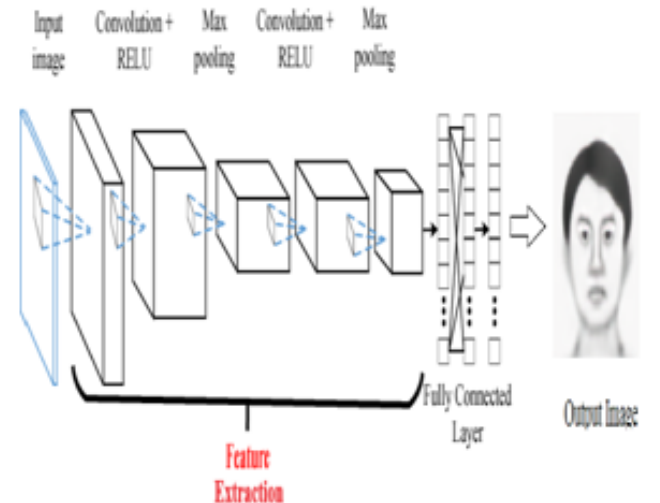 Input
image
Convolution +
RELU
Max
pooling
Convolution +
RELU
Max
pooling
Fully Connected
Layer
Output Image
Feature
Extraction